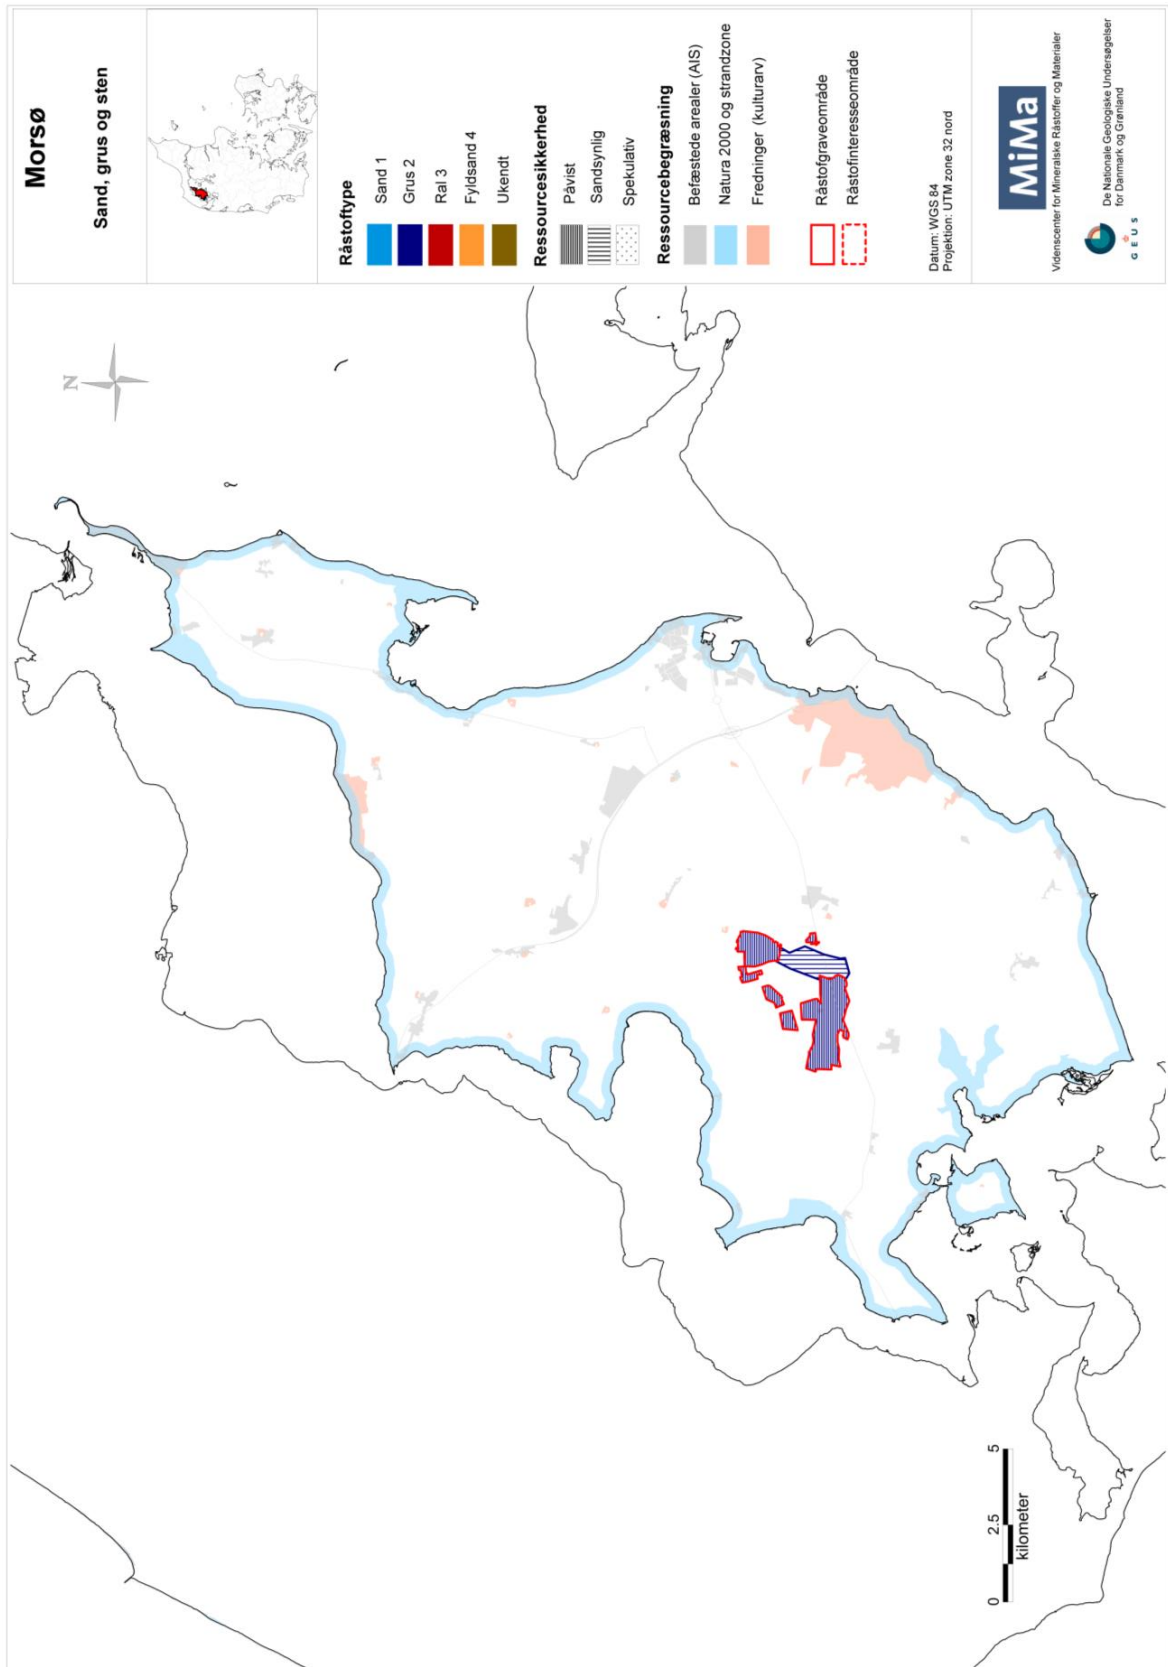 Morsø
Sand, grus og sten
Råstoftype
Sand 1
Grus 2
Ral 3
Fyldsand 4
Ukendt
Ressourcesikkerhed
Påvist
Sandsynlig
Spekulativ
Ressourcebegræsning
Befæstede arealer (AIS)
Natura 2000 og strandzone
Fredninger (kulturarv)
Råstofgraveområde
Råstofinteresseområde
Datum: WGS 84
Projektion: UTM zone 32 nord
MiMa
Videnscenter for Mineralske Råstoffer og Materialer
G E U S
De Nationale Geologiske Undersøgelser
for Danmark og Grønland
N
0 2.5 5
kilometer